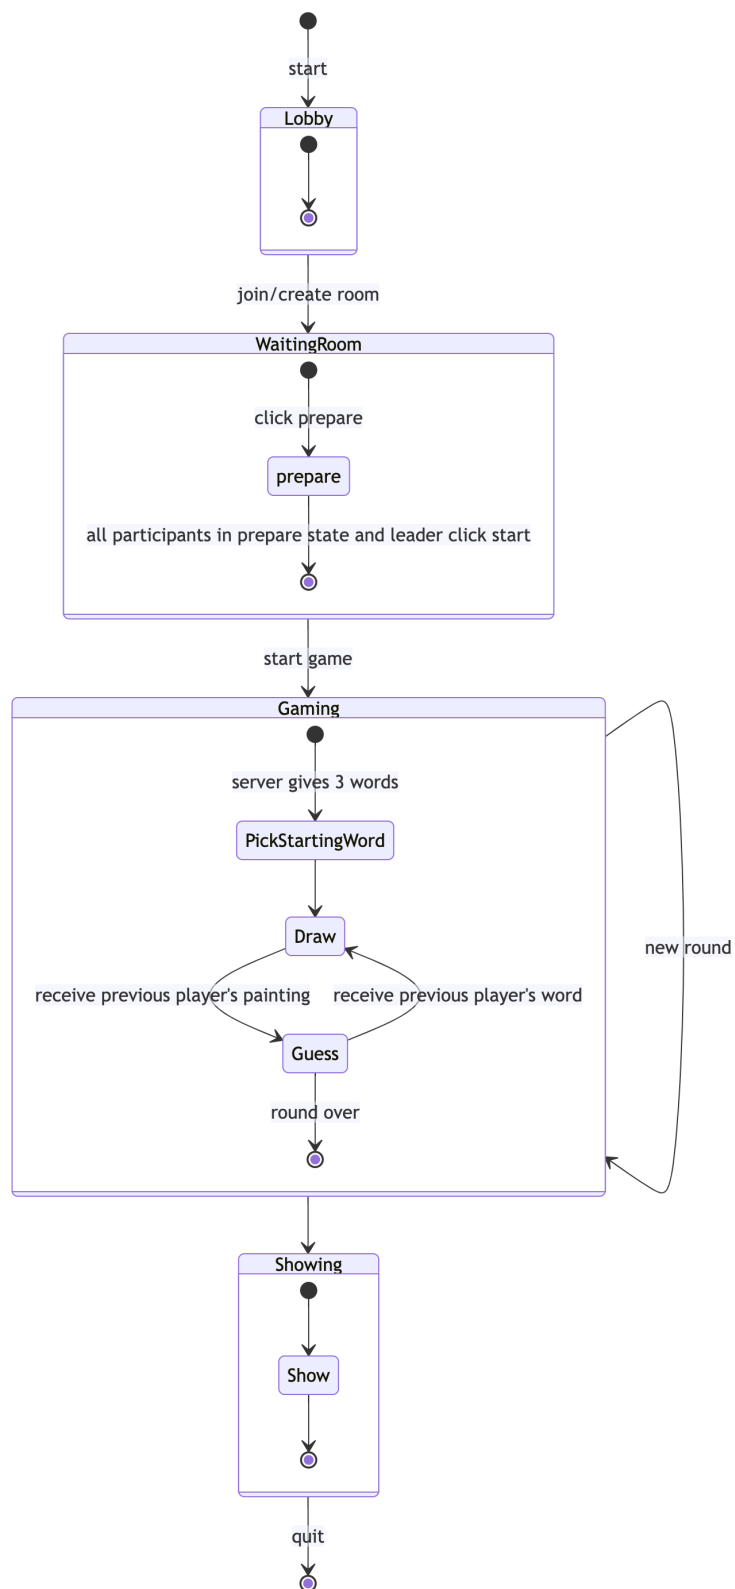 start
Lobby
join/create room
WaitingRoom
click prepare
prepare
all participants in prepare state and leader click start
start game
Gaming
server gives 3 words
PickStartingWord
Draw
new round
receive previous player's painting
receive previous player's word
Guess
round over
Showing
Show
quit